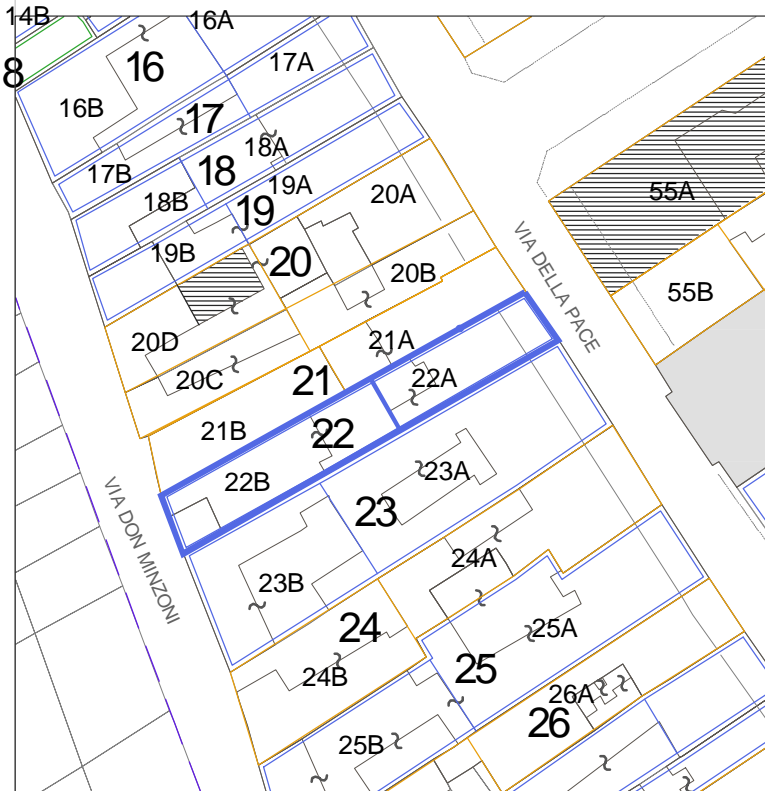 14B
16A
8
16
17A
16B
17
18A
17B
18
19A
18B
19
20A
55A
19B
20
20B
VIA DELLA PACE
55B
20D
21A
20C
21
22A
21B
22
22B
23A
23
VIA DON MINZONI
24A
23B
24
25A
24B
25
26A
26
25B